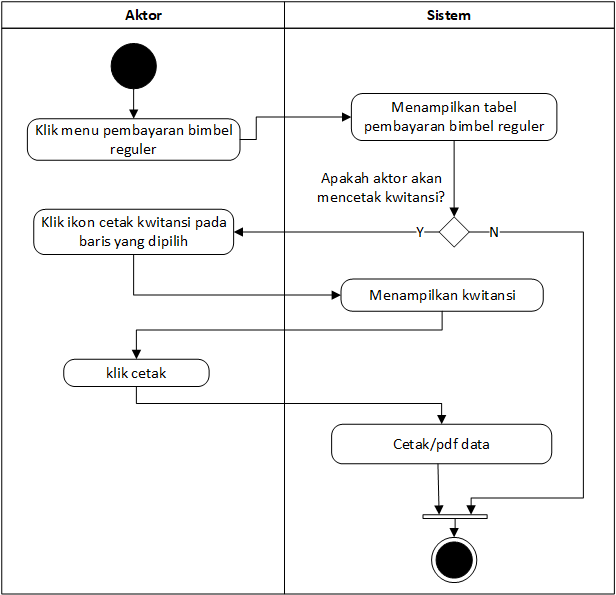 Aktor
Sistem
Klik menu pembayaran bimbel
reguler
Menampilkan tabel
pembayaran bimbel reguler
Apakah aktor akan
mencetak kwitansi?
Y
N
Klik ikon cetak kwitansi pada
baris yang dipilih
Menampilkan kwitansi
klik cetak
Cetak/pdf data